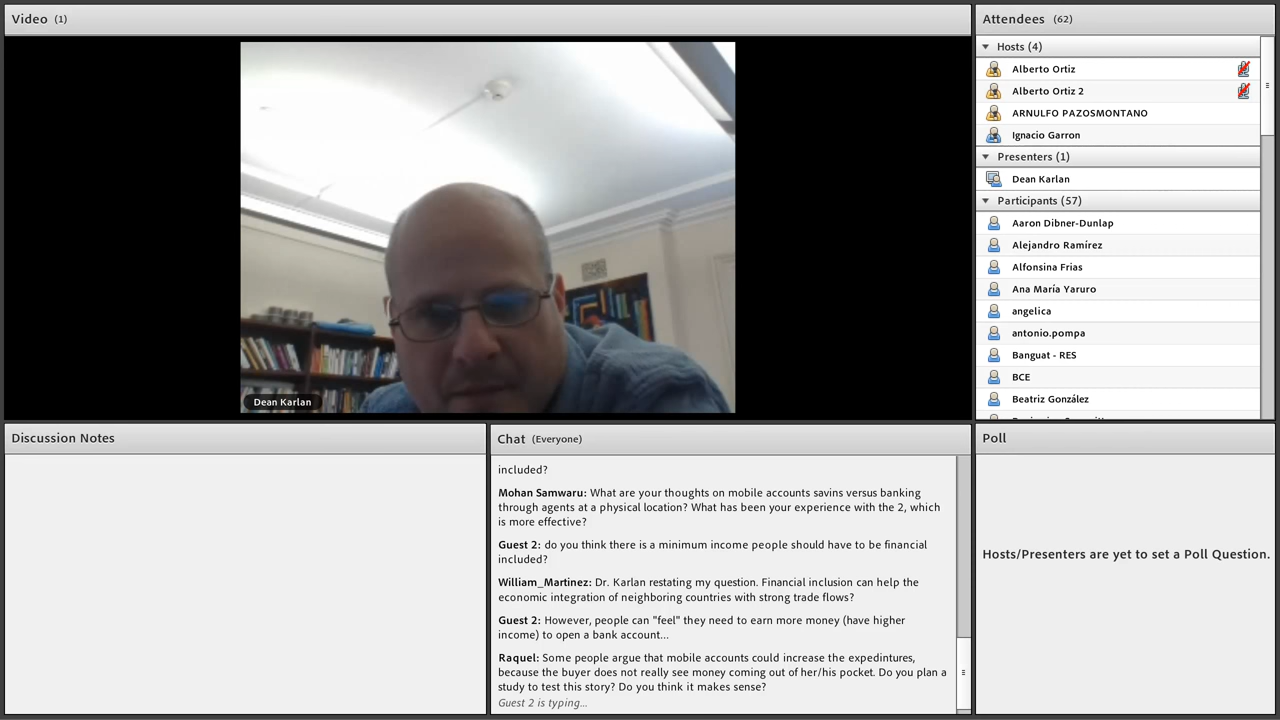 Video (1)
Dean Karlan
Attendees (62)
Hosts (4)
Alberto Ortiz
Alberto Ortiz 2
ARNULFO PAZOSMONTANO
Ignacio Garron
Presenters (1)
Dean Karlan
Participants (57)
Aaron Dibner-Dunlap
Alejandro Ramírez
Alfonsina Frias
Ana María Yaruro
angelica
antonio.pompa
Banguat - RES
BCE
Beatriz González
Discussion Notes
Chat (Everyone)
included?
Mohan Samwaru: What are your thoughts on mobile accounts savins versus banking
through agents at a physical location? What has been your experience with the 2, which
is more effective?
Guest 2: do you think there is a minimum income people should have to be financial
included?
William_Martinez: Dr. Karlan restating my question. Financial inclusion can help the
economic integration of neighboring countries with strong trade flows?
Guest 2: However, people can "feel" they need to earn more money (have higher
income) to open a bank account...
Raquel: Some people argue that mobile accounts could increase the expedintures,
because the buyer does not really see money coming out of her/his pocket. Do you plan a
study to test this story? Do you think it makes sense?
Guest 2 is typing...
Poll
Hosts/Presenters are yet to set a Poll Question.